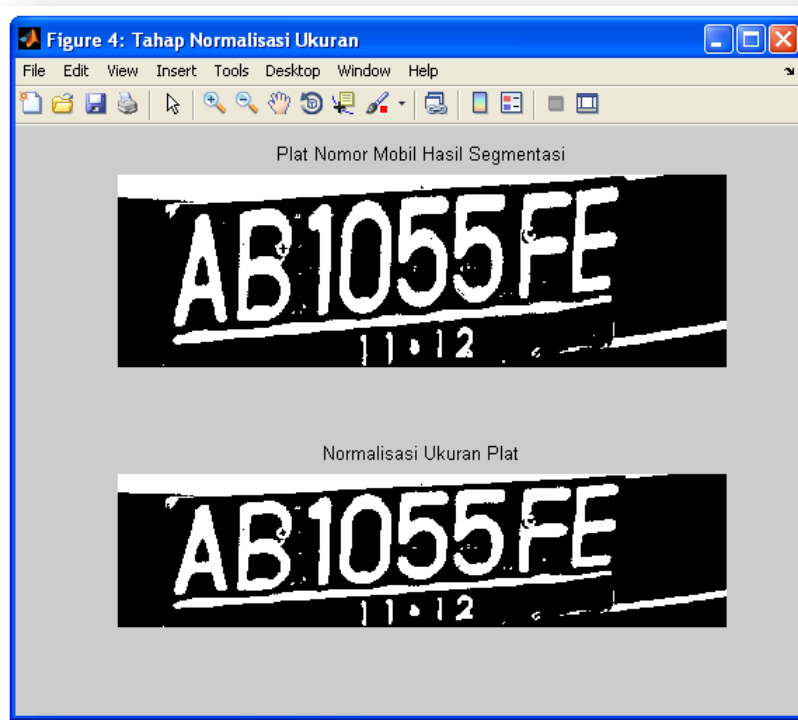 Figure 4: Tahap Normalisasi Ukuran
File Edit View Insert Tools Desktop Window Help
Plat Nomor Mobil Hasil Segmentasi
AB1055FE
11•12
Normalisasi Ukuran Plat
AB1055FE
11•12